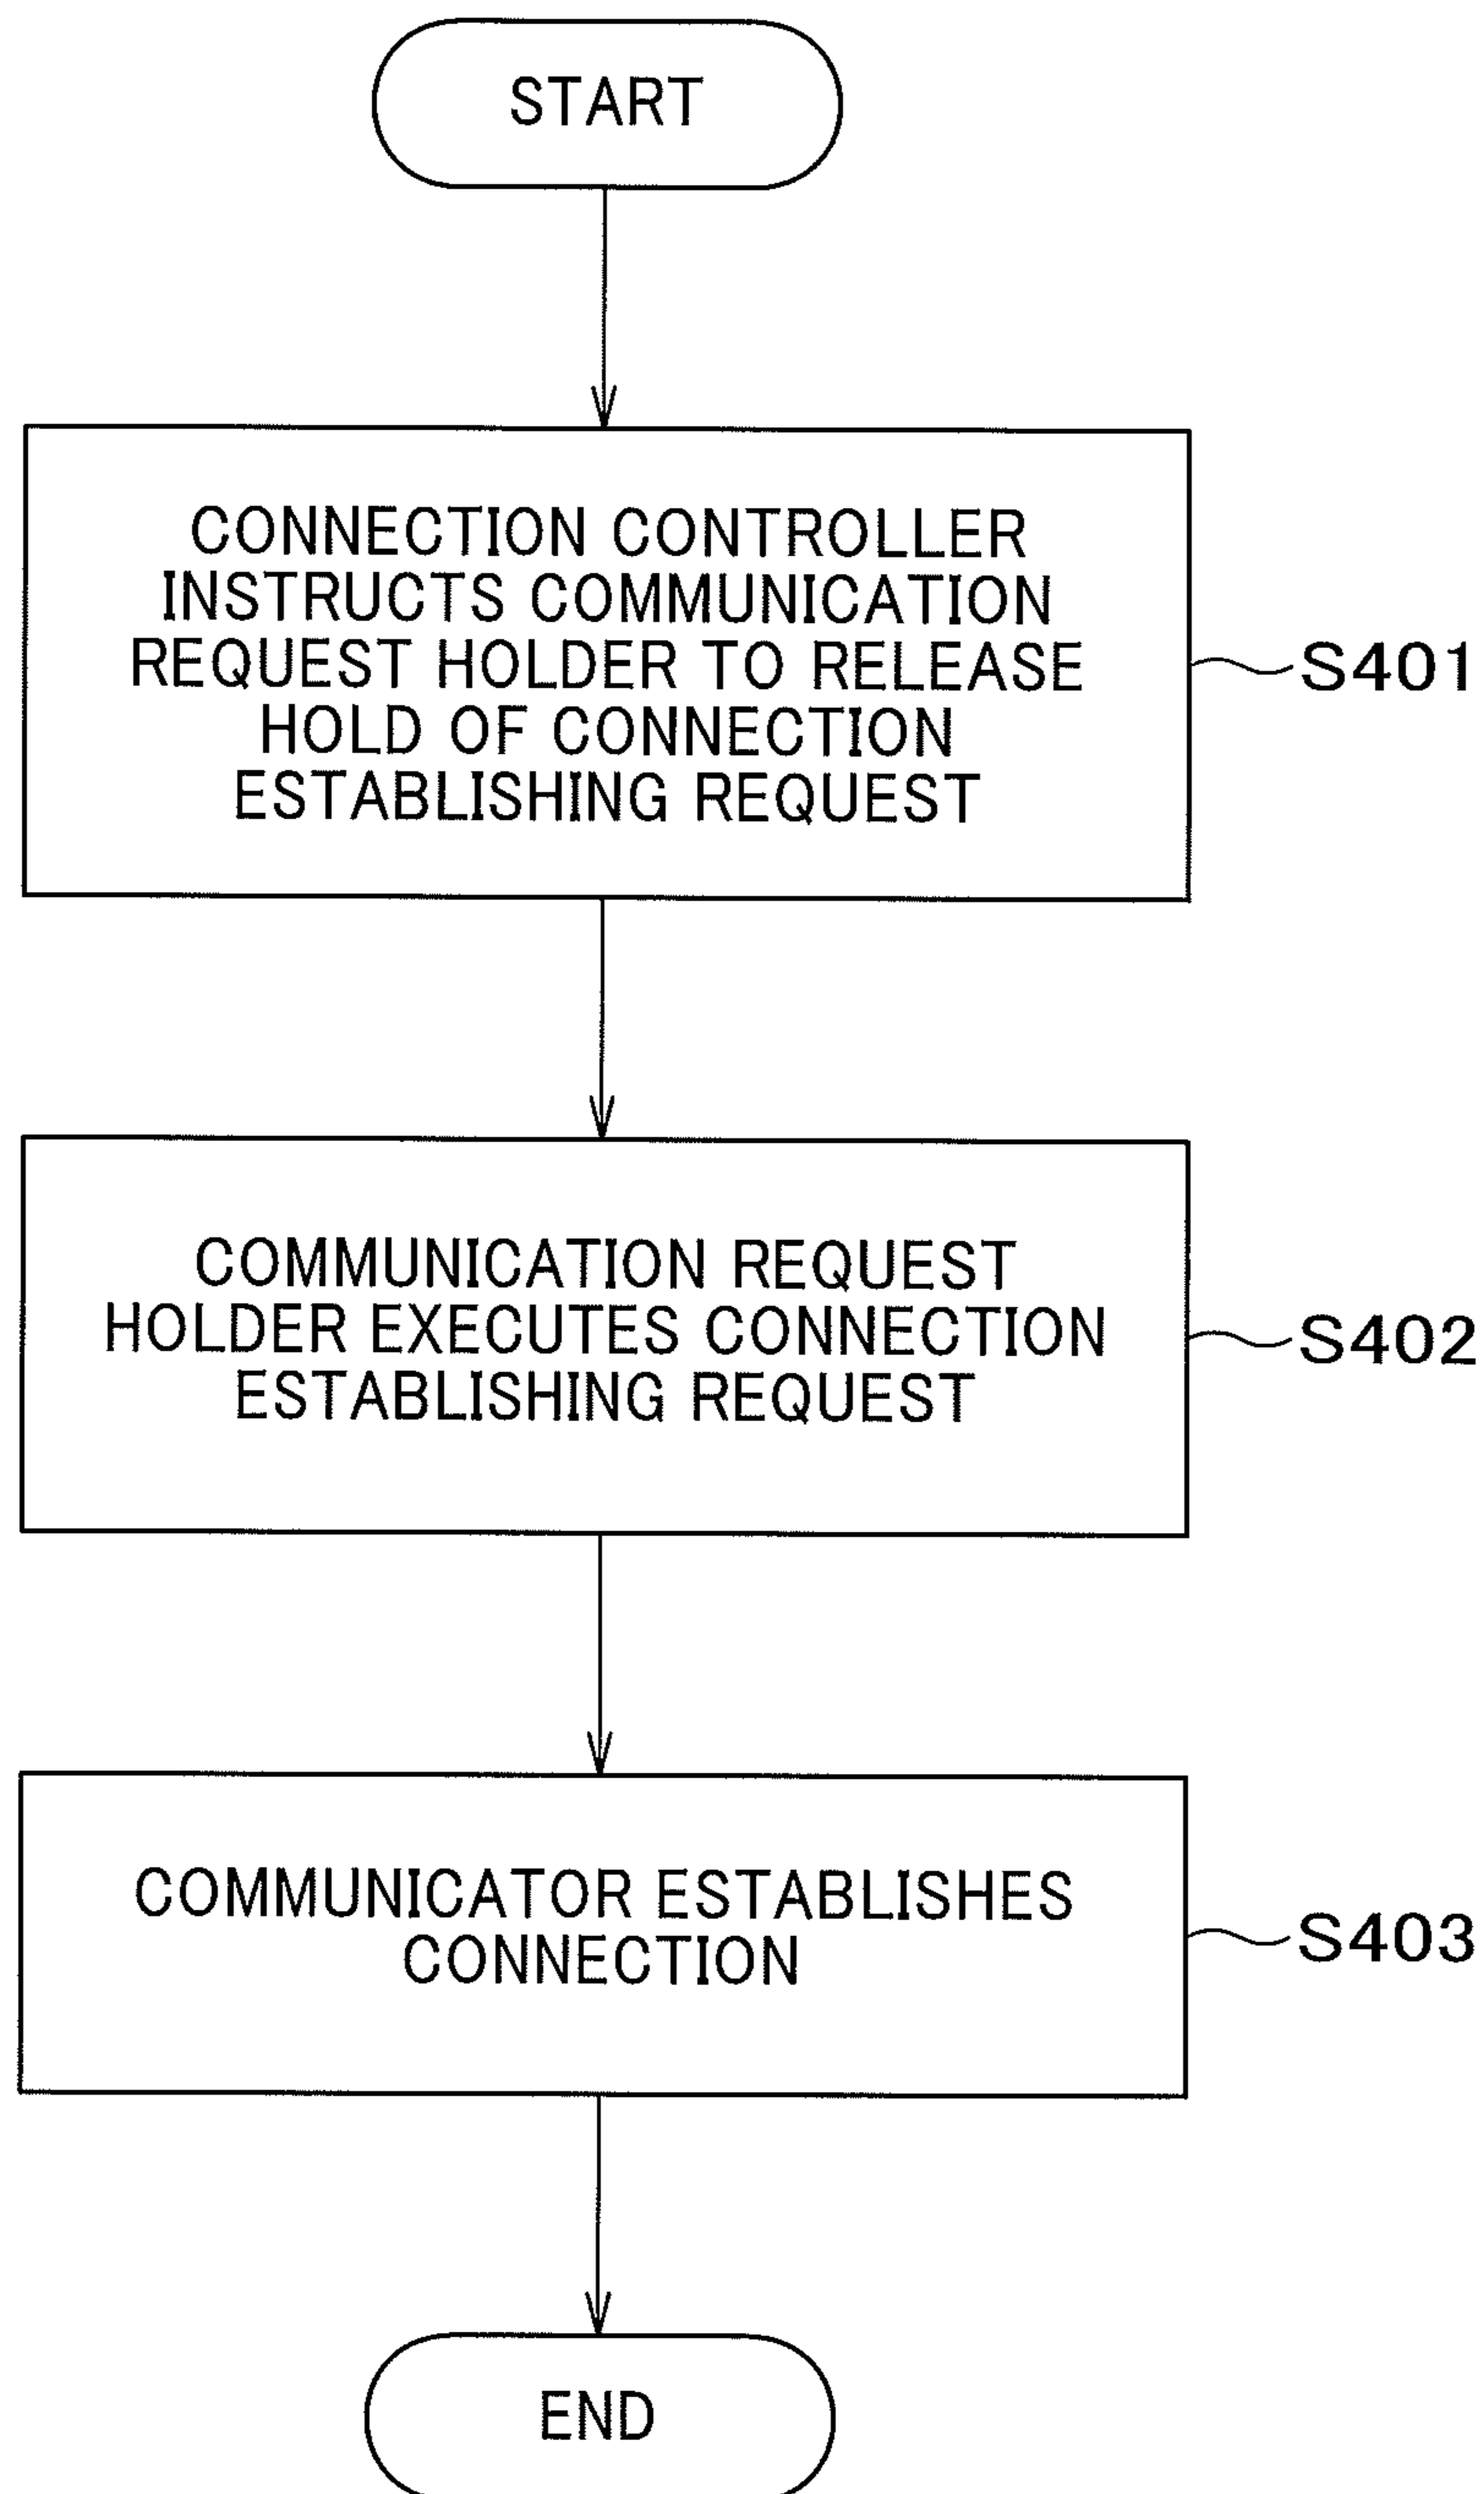 START
CONNECTION CONTROLLER
INSTRUCTS COMMUNICATION
REQUEST HOLDER TO RELEASE
HOLD OF CONNECTION
ESTABLISHING REQUEST
S401
COMMUNICATION REQUEST
HOLDER EXECUTES CONNECTION
ESTABLISHING REQUEST
S402
COMMUNICATOR ESTABLISHES
CONNECTION
S403
END